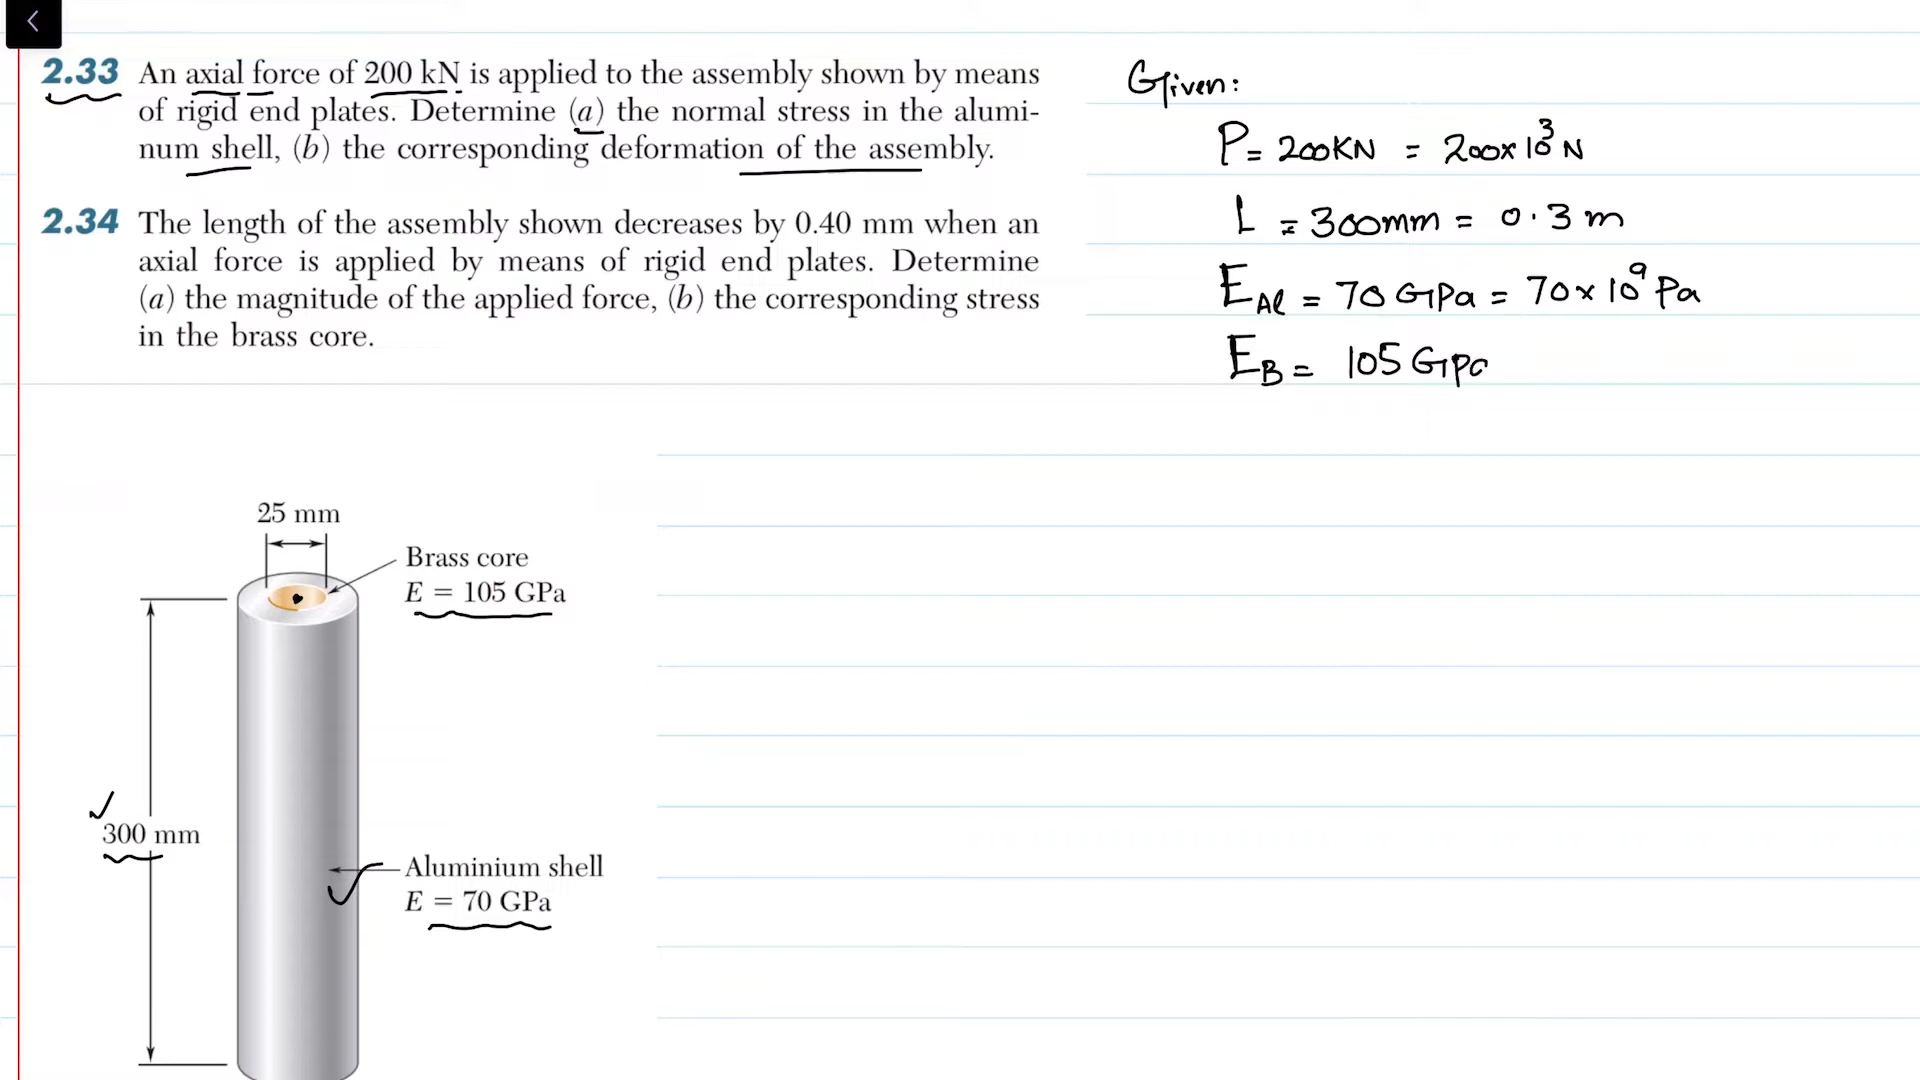 2.33 An axial force of 200 kN is applied to the assembly shown by means
of rigid end plates. Determine (a) the normal stress in the alumi-
num shell, (b) the corresponding deformation of the assembly.
2.34 The length of the assembly shown decreases by 0.40 mm when an
axial force is applied by means of rigid end plates. Determine
(a) the magnitude of the applied force, (b) the corresponding stress
in the brass core.
Given:
P = 200KN = 200x10³ N
L = 300mm = 0.3 m
E_Al = 70 GPa = 70x10⁹ Pa
E_B = 105 GPa
25 mm
Brass core
E = 105 GPa
300 mm
Aluminium shell
E = 70 GPa